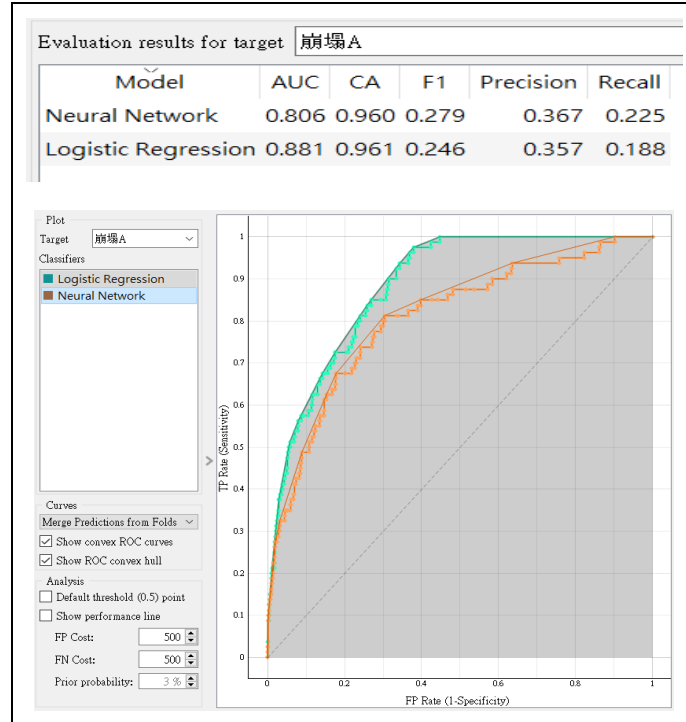 Evaluation results for target 崩塌A
Model AUC CA F1 Precision Recall
Neural Network 0.806 0.960 0.279 0.367 0.225
Logistic Regression 0.881 0.961 0.246 0.357 0.188
Plot
Target 崩塌A
Classifiers
Logistic Regression
Neural Network
Curves
Merge Predictions from Folds
Show convex ROC curves
Show ROC convex hull
Analysis
Default threshold (0.5) point
Show performance line
FP Cost: 500
FN Cost: 500
Prior probability: 3 %
>
TP Rate (Sensitivity)
1
0.9
0.8
0.7
0.6
0.5
0.4
0.3
0.2
0.1
0
0 0.2 0.4 0.6 0.8 1
FP Rate (1-Specificity)